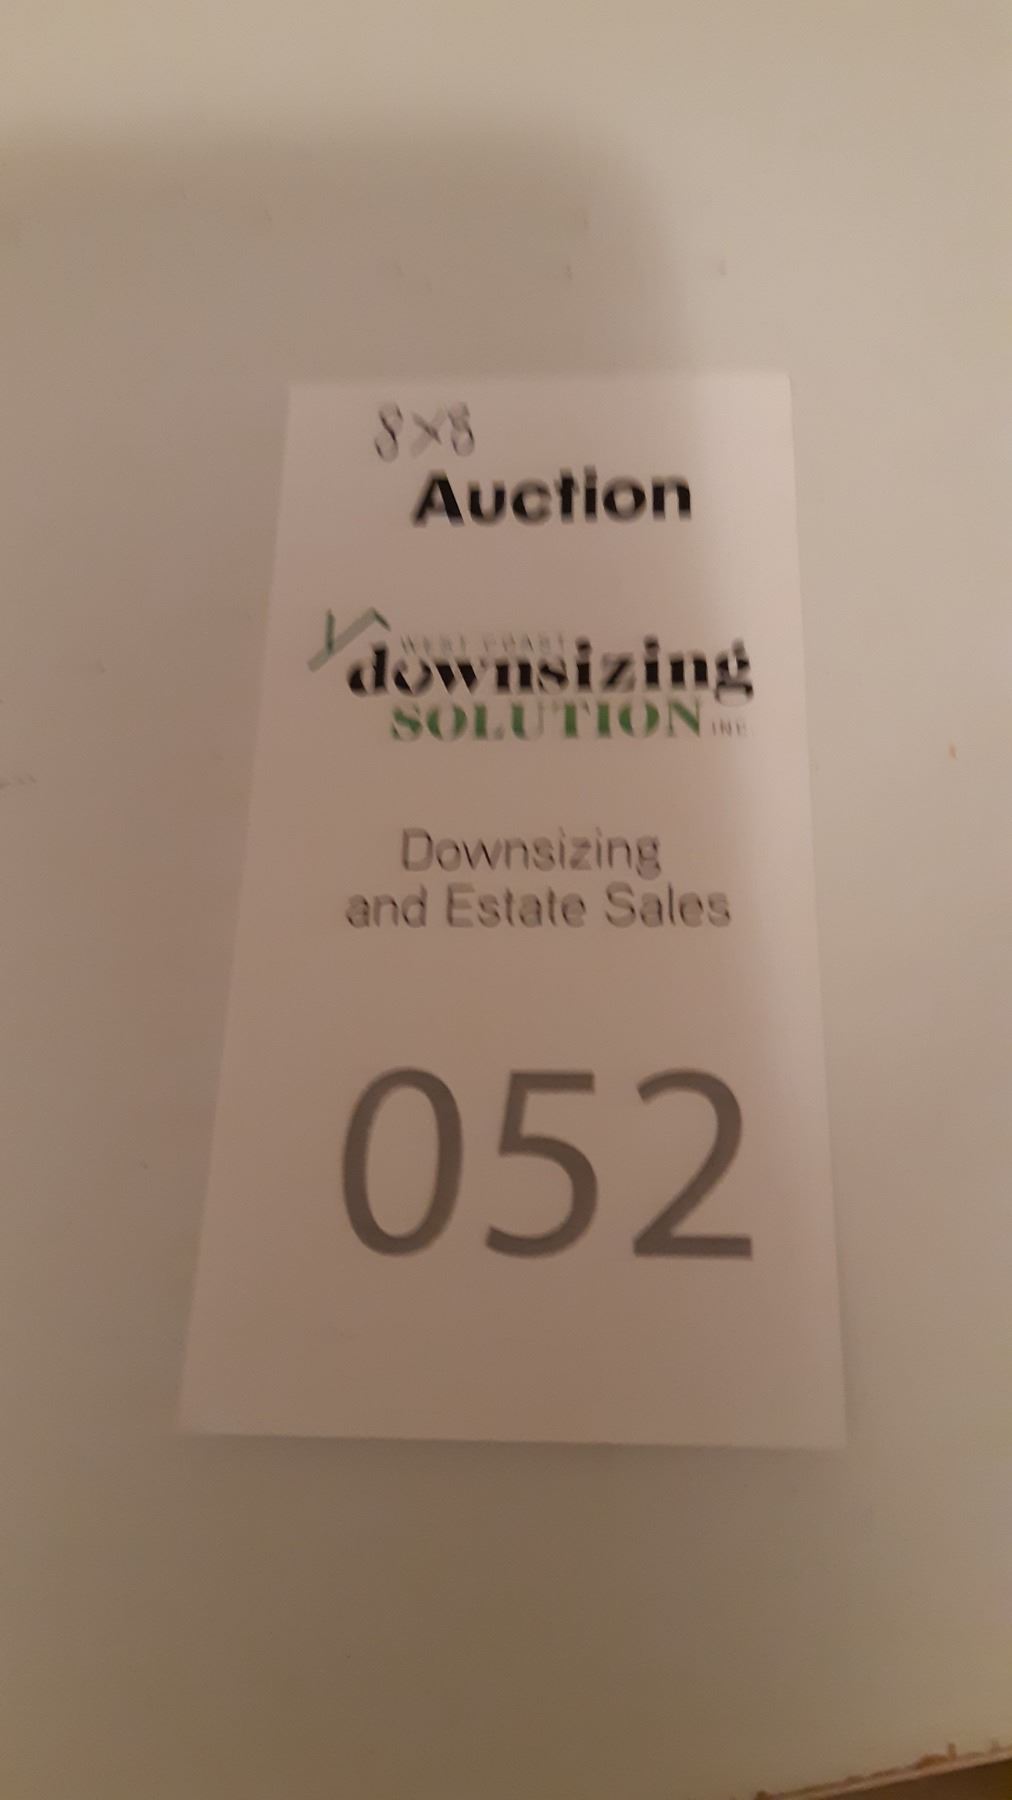 8x8
Auction
WEST COAST
downsizing
SOLUTION INC.
Downsizing
and Estate Sales
052